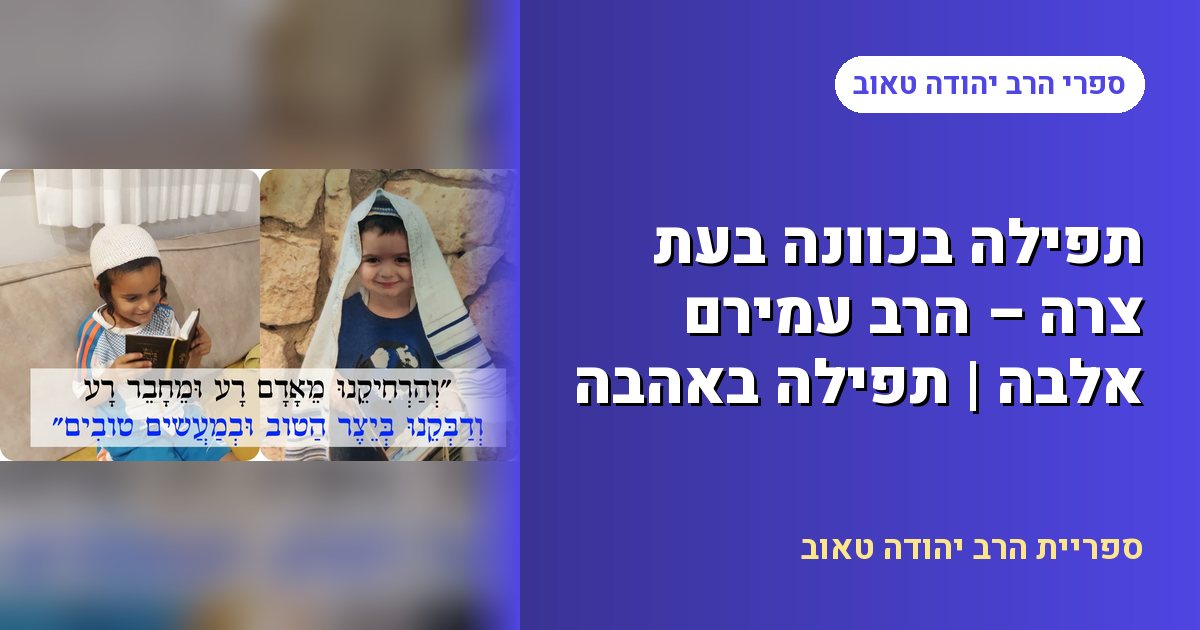 ספרי הרב יהודה טאוב
תפילה בכוונה בעת
צרה – הרב עמירם
אלבה | תפילה באהבה
ספריית הרב יהודה טאוב
"וְהַרְחִיקֵנוּ מֵאָדָם רָע וּמֵחָבֵר רָע
וְדַבְּקֵנוּ בְּיֵצֶר הַטוֹב וּבְמַעֲשִׂים טוֹבִים"